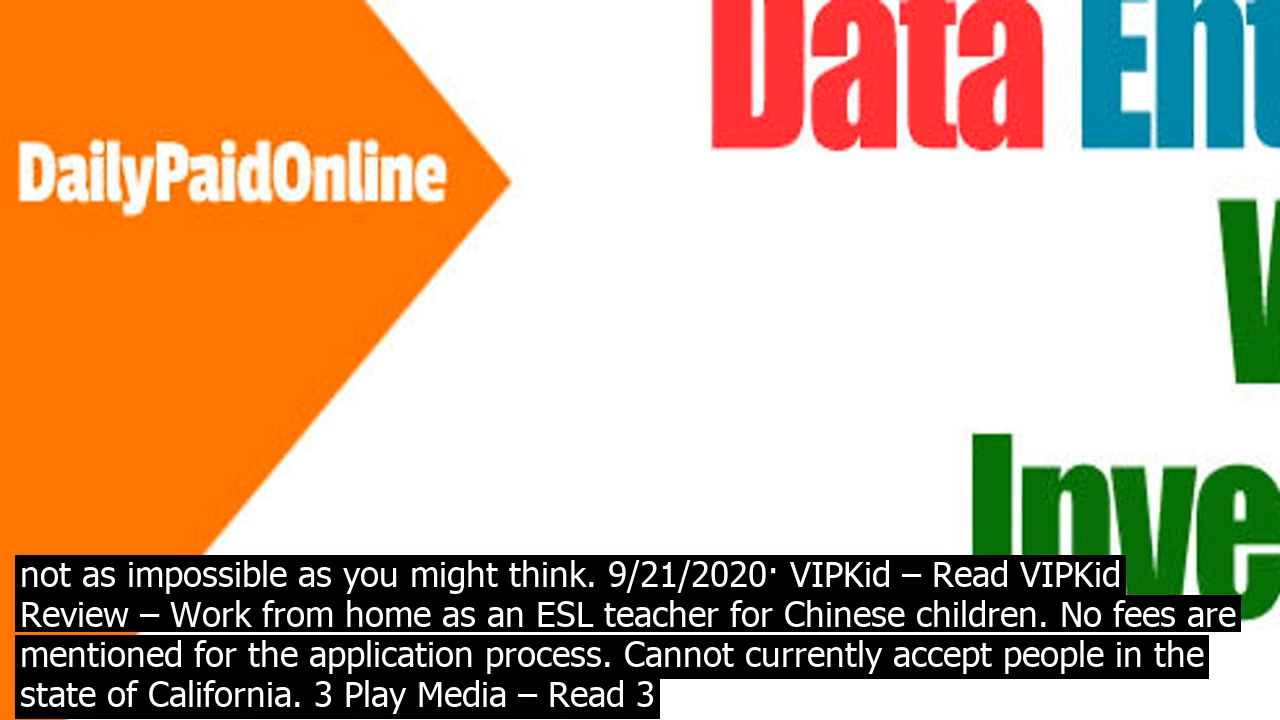 Data Ent
DailyPaidOnline
Inve
not as impossible as you might think. 9/21/2020· VIPKid – Read VIPKid
Review – Work from home as an ESL teacher for Chinese children. No fees are
mentioned for the application process. Cannot currently accept people in the
state of California. 3 Play Media – Read 3